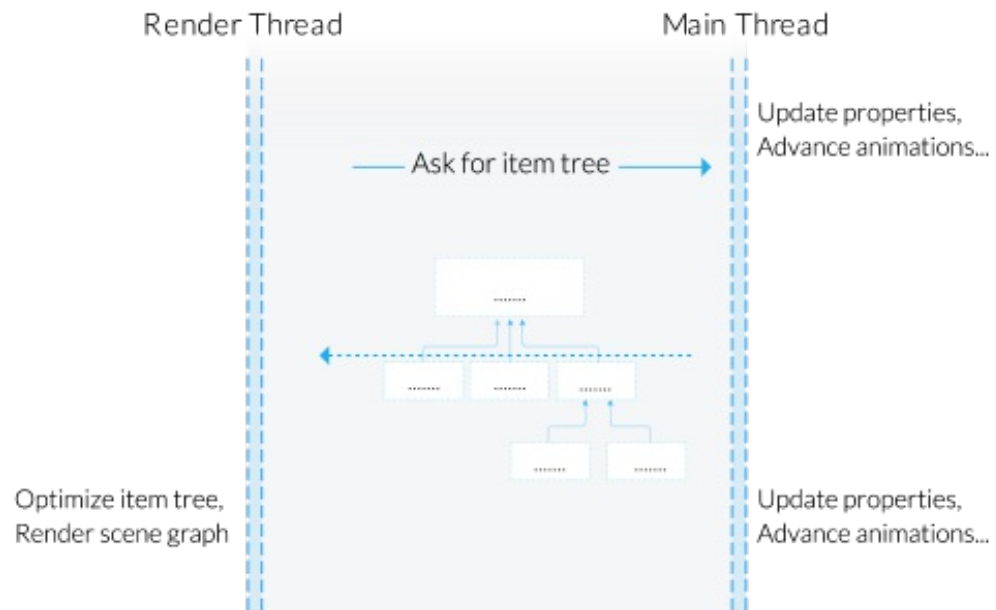 Render Thread
Main Thread
Update properties,
Advance animations...
Ask for item tree
Optimize item tree,
Render scene graph
Update properties,
Advance animations...